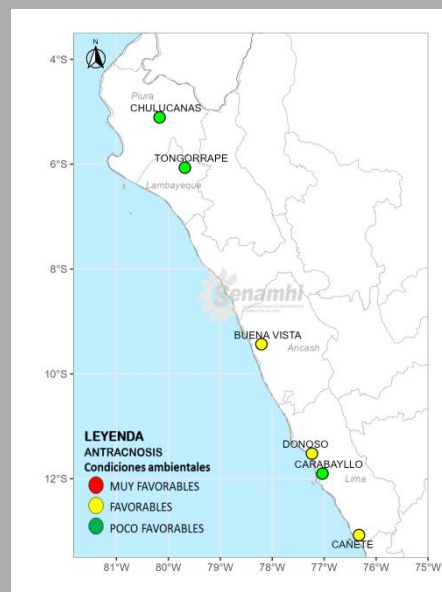 N
Piura
CHULUCANAS
TONGORRAPE
Lambayeque
Senamhi
BUENA VISTA
Ancash
DONOSO
CARABAYLLO
Lima
CAÑETE
6°S
8°S
10°S
12°S
LEYENDA
ANTRACNOSIS
Condiciones ambientales
MUY FAVORABLES
FAVORABLES
POCO FAVORABLES
81°W 80°W 79°W 78°W 77°W 76°W 75°W